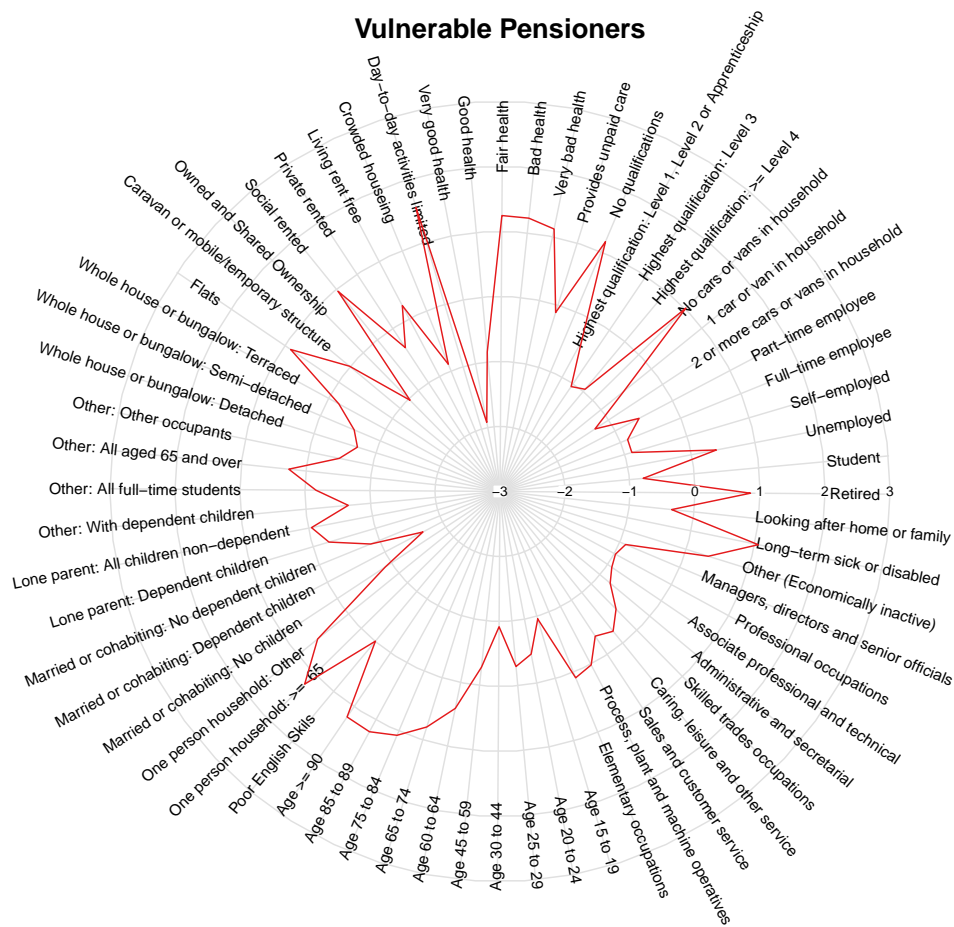 Vulnerable Pensioners
Fair health
Bad health
Very bad health
Provides unpaid care
No qualifications
Highest qualification: Level 1, Level 2 or Apprenticeship
Highest qualification: Level 3
Highest qualification: >= Level 4
No cars or vans in household
1 car or van in household
2 or more cars or vans in household
Part−time employee
Full−time employee
Self−employed
Unemployed
Student
Retired
Looking after home or family
Long−term sick or disabled
Other (Economically inactive)
Managers, directors and senior officials
Professional occupations
Associate professional and technical
Administrative and secretarial
Skilled trades occupations
Caring, leisure and other service
Sales and customer service
Process, plant and machine operatives
Elementary occupations
Age 15 to 19
Age 20 to 24
Age 25 to 29
Age 30 to 44
Age 45 to 59
Age 60 to 64
Age 65 to 74
Age 75 to 84
Age 85 to 89
Age >= 90
Poor English Skills
One person household: >= 65
One person household: Other
Married or cohabiting: No children
Married or cohabiting: Dependent children
Married or cohabiting: No dependent children
Lone parent: Dependent children
Lone parent: All children non−dependent
Other: With dependent children
Other: All full−time students
Other: All aged 65 and over
Other: Other occupants
Whole house or bungalow: Detached
Whole house or bungalow: Semi−detached
Whole house or bungalow: Terraced
Flats
Caravan or mobile/temporary structure
Owned and Shared Ownership
Social rented
Private rented
Living rent free
Crowded houseing
Day−to−day activities limited
Very good health
Good health
−3
−2
−1
0
1
2
3